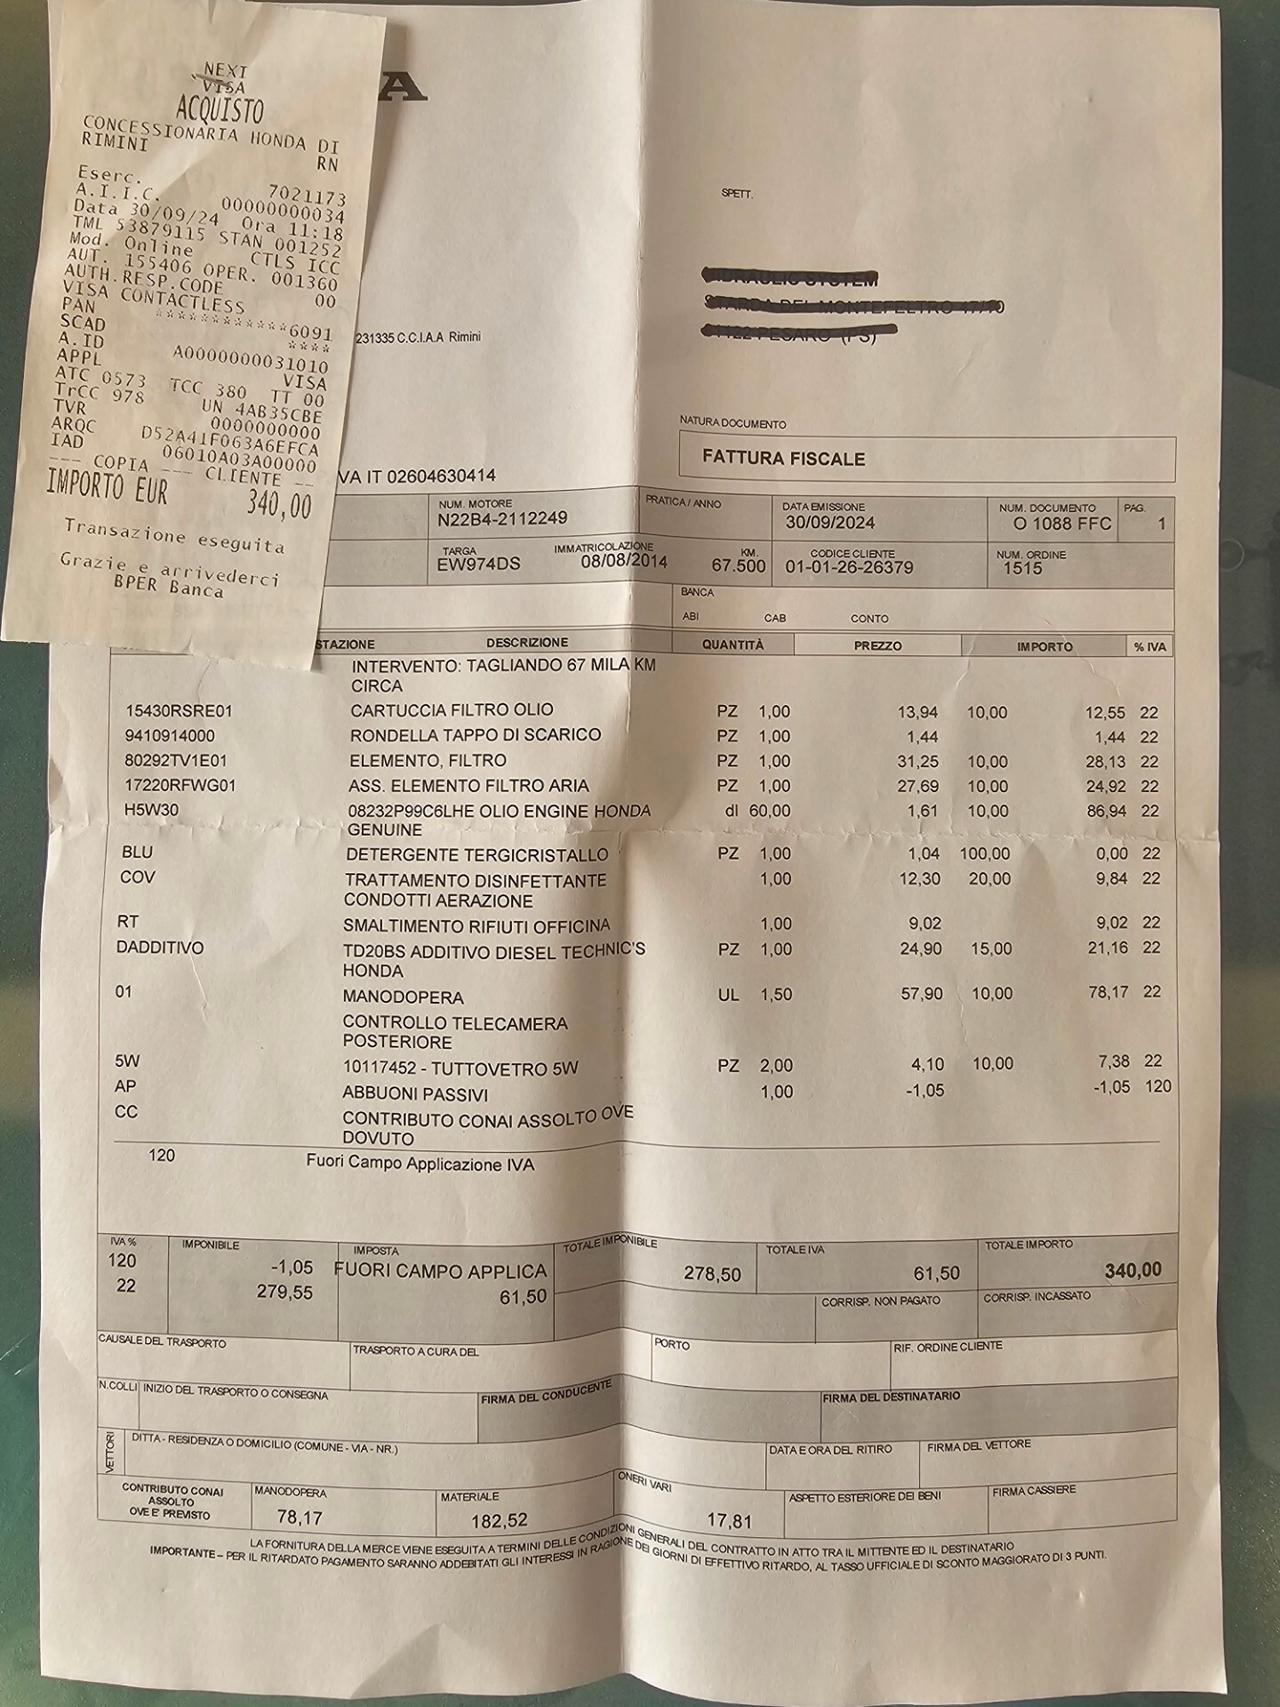 NEXI
VISA
ACQUISTO
CONCESSIONARIA HONDA DI
RIMINI RN
Eserc. 7021173
A.I.I.C. 00000000034
Data 30/09/24 Ora 11:18
TML 53879115 STAN 001252
Mod. Online CTLS ICC
AUT. 155406 OPER. 001360
AUTH.RESP.CODE 00
VISA CONTACTLESS
PAN ************6091
SCAD ****
A.ID A0000000031010
APPL VISA
ATC 0573 TCC 380 TT 00
TrCC 978 UN 4AB35CBE
TVR 0000000000
ARQC D52A41F063A6EFCA
IAD 06010A03A00000
--- COPIA --- CLIENTE --
IMPORTO EUR 340,00
Transazione eseguita
Grazie e arrivederci
BPER Banca
A
SPETT.
231335 C.C.I.A.A Rimini
NATURA DOCUMENTO
FATTURA FISCALE
VA IT 02604630414
NUM. MOTORE PRATICA / ANNO DATA EMISSIONE NUM. DOCUMENTO PAG.
N22B4-2112249 30/09/2024 O 1088 FFC 1
TARGA IMMATRICOLAZIONE KM. CODICE CLIENTE NUM. ORDINE
EW974DS 08/08/2014 67.500 01-01-26-26379 1515
BANCA
ABI CAB CONTO
STAZIONE DESCRIZIONE QUANTITÀ PREZZO IMPORTO % IVA
INTERVENTO: TAGLIANDO 67 MILA KM
CIRCA
15430RSRE01 CARTUCCIA FILTRO OLIO PZ 1,00 13,94 10,00 12,55 22
9410914000 RONDELLA TAPPO DI SCARICO PZ 1,00 1,44 1,44 22
80292TV1E01 ELEMENTO, FILTRO PZ 1,00 31,25 10,00 28,13 22
17220RFWG01 ASS. ELEMENTO FILTRO ARIA PZ 1,00 27,69 10,00 24,92 22
H5W30 08232P99C6LHE OLIO ENGINE HONDA dl 60,00 1,61 10,00 86,94 22
GENUINE
BLU DETERGENTE TERGICRISTALLO PZ 1,00 1,04 100,00 0,00 22
COV TRATTAMENTO DISINFETTANTE 1,00 12,30 20,00 9,84 22
CONDOTTI AERAZIONE
RT SMALTIMENTO RIFIUTI OFFICINA 1,00 9,02 9,02 22
DADDITIVO TD20BS ADDITIVO DIESEL TECHNIC'S PZ 1,00 24,90 15,00 21,16 22
HONDA
01 MANODOPERA UL 1,50 57,90 10,00 78,17 22
CONTROLLO TELECAMERA
POSTERIORE
5W 10117452 - TUTTOVETRO 5W PZ 2,00 4,10 10,00 7,38 22
AP ABBUONI PASSIVI 1,00 -1,05 -1,05 120
CC CONTRIBUTO CONAI ASSOLTO OVE
DOVUTO
120 Fuori Campo Applicazione IVA
IVA % IMPONIBILE IMPOSTA TOTALE IMPONIBILE TOTALE IVA TOTALE IMPORTO
120 -1,05 FUORI CAMPO APPLICA 278,50 61,50 340,00
22 279,55 61,50
CORRISP. NON PAGATO CORRISP. INCASSATO
CAUSALE DEL TRASPORTO TRASPORTO A CURA DEL PORTO RIF. ORDINE CLIENTE
N.COLLI INIZIO DEL TRASPORTO O CONSEGNA FIRMA DEL CONDUCENTE FIRMA DEL DESTINATARIO
VETTORI DITTA - RESIDENZA O DOMICILIO (COMUNE - VIA - NR.) DATA E ORA DEL RITIRO FIRMA DEL VETTORE
CONTRIBUTO CONAI MANODOPERA MATERIALE ONERI VARI ASPETTO ESTERIORE DEI BENI FIRMA CASSIERE
ASSOLTO
OVE E' PREVISTO 78,17 182,52 17,81
LA FORNITURA DELLA MERCE VIENE ESEGUITA A TERMINI DELLE CONDIZIONI GENERALI DEL CONTRATTO IN ATTO TRA IL MITTENTE ED IL DESTINATARIO
IMPORTANTE – PER IL RITARDATO PAGAMENTO SARANNO ADDEBITATI GLI INTERESSI IN RAGIONE DEI GIORNI DI EFFETTIVO RITARDO, AL TASSO UFFICIALE DI SCONTO MAGGIORATO DI 3 PUNTI.